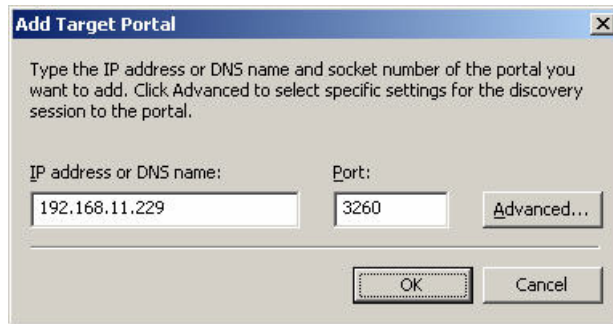 Add Target Portal
Type the IP address or DNS name and socket number of the portal you
want to add. Click Advanced to select specific settings for the discovery
session to the portal.
IP address or DNS name:
Port:
192.168.11.229
3260
Advanced...
OK
Cancel